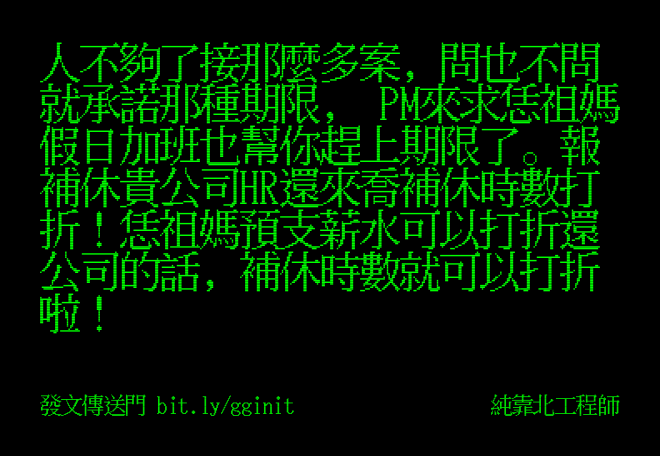 人不夠了接那麼多案，問也不問
就承諾那種期限， PM來求恁祖媽
假日加班也幫你趕上期限了。報
補休貴公司HR還來喬補休時數打
折！恁祖媽預支薪水可以打折還
公司的話，補休時數就可以打折
啦！
發文傳送門 bit.ly/gginit
純靠北工程師